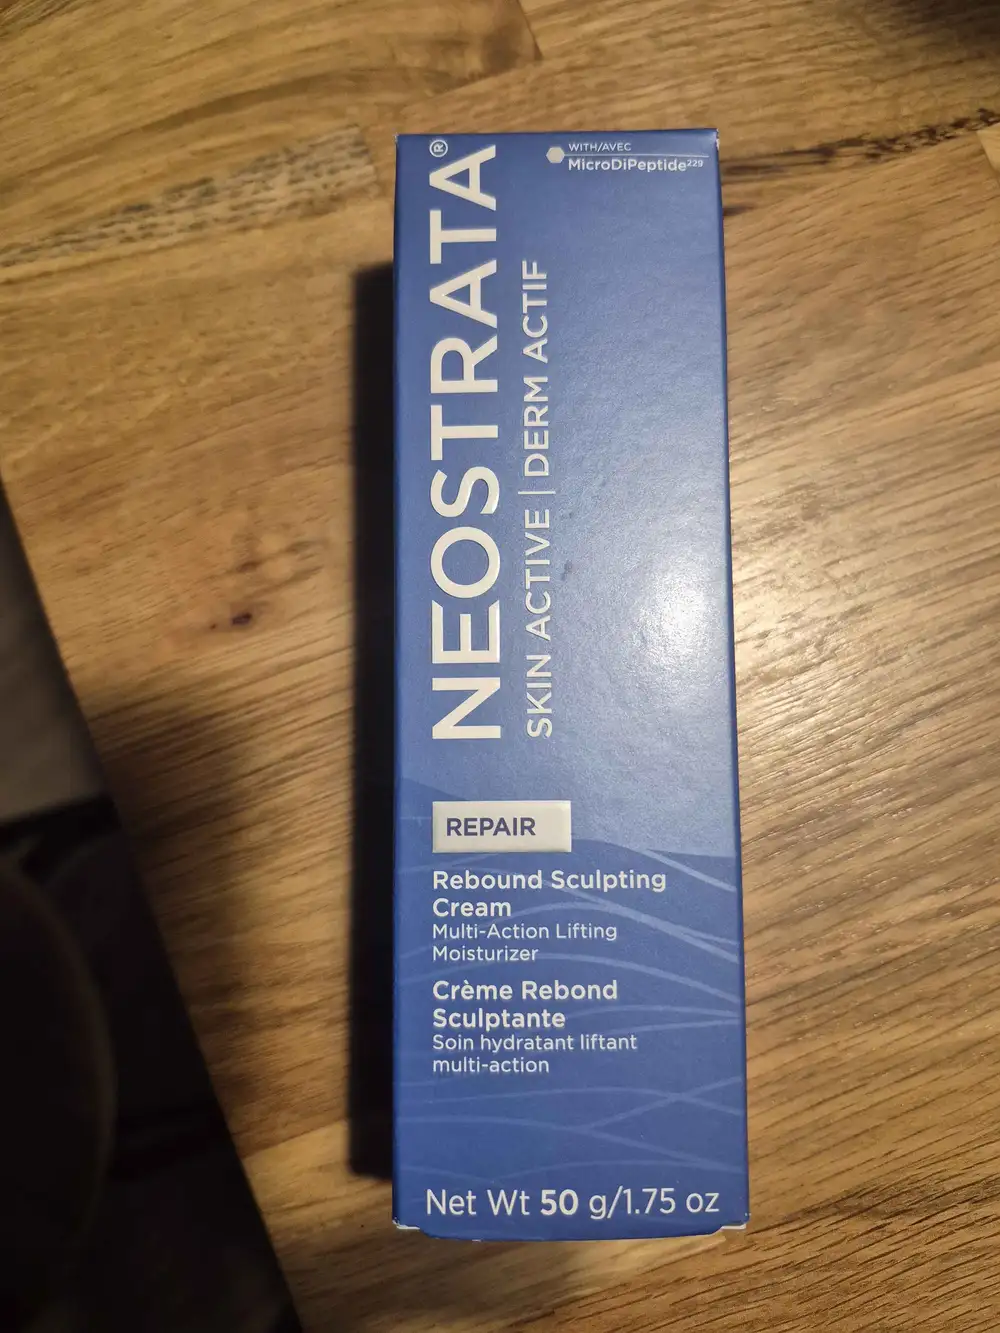 WITH/AVEC
MicroDiPeptide²²⁹
NEOSTRATA®
SKIN ACTIVE | DERM ACTIF
REPAIR
Rebound Sculpting
Cream
Multi-Action Lifting
Moisturizer
Crème Rebond
Sculptante
Soin hydratant liftant
multi-action
Net Wt 50 g/1.75 oz